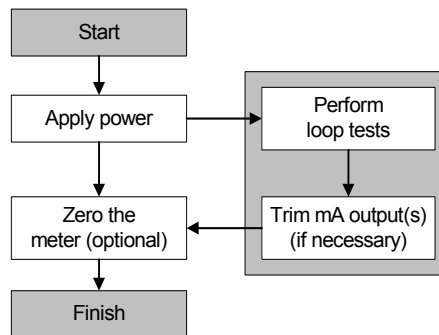 Start
Apply power
Perform
loop tests
Zero the
meter (optional)
Trim mA output(s)
(if necessary)
Finish